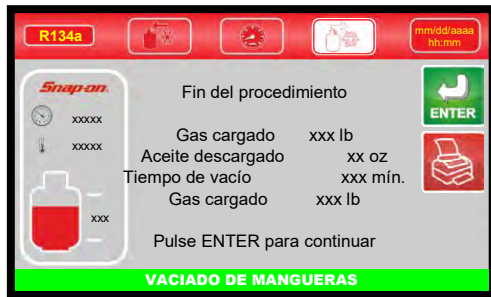 R134a
mm/dd/aaaa
hh:mm
Snap-on
xxxxx
xxxxx
xxx
Fin del procedimiento
Gas cargado xxx lb
Aceite descargado xx oz
Tiempo de vacío xxx mín.
Gas cargado xxx lb
Pulse ENTER para continuar
ENTER
VACIADO DE MANGUERAS